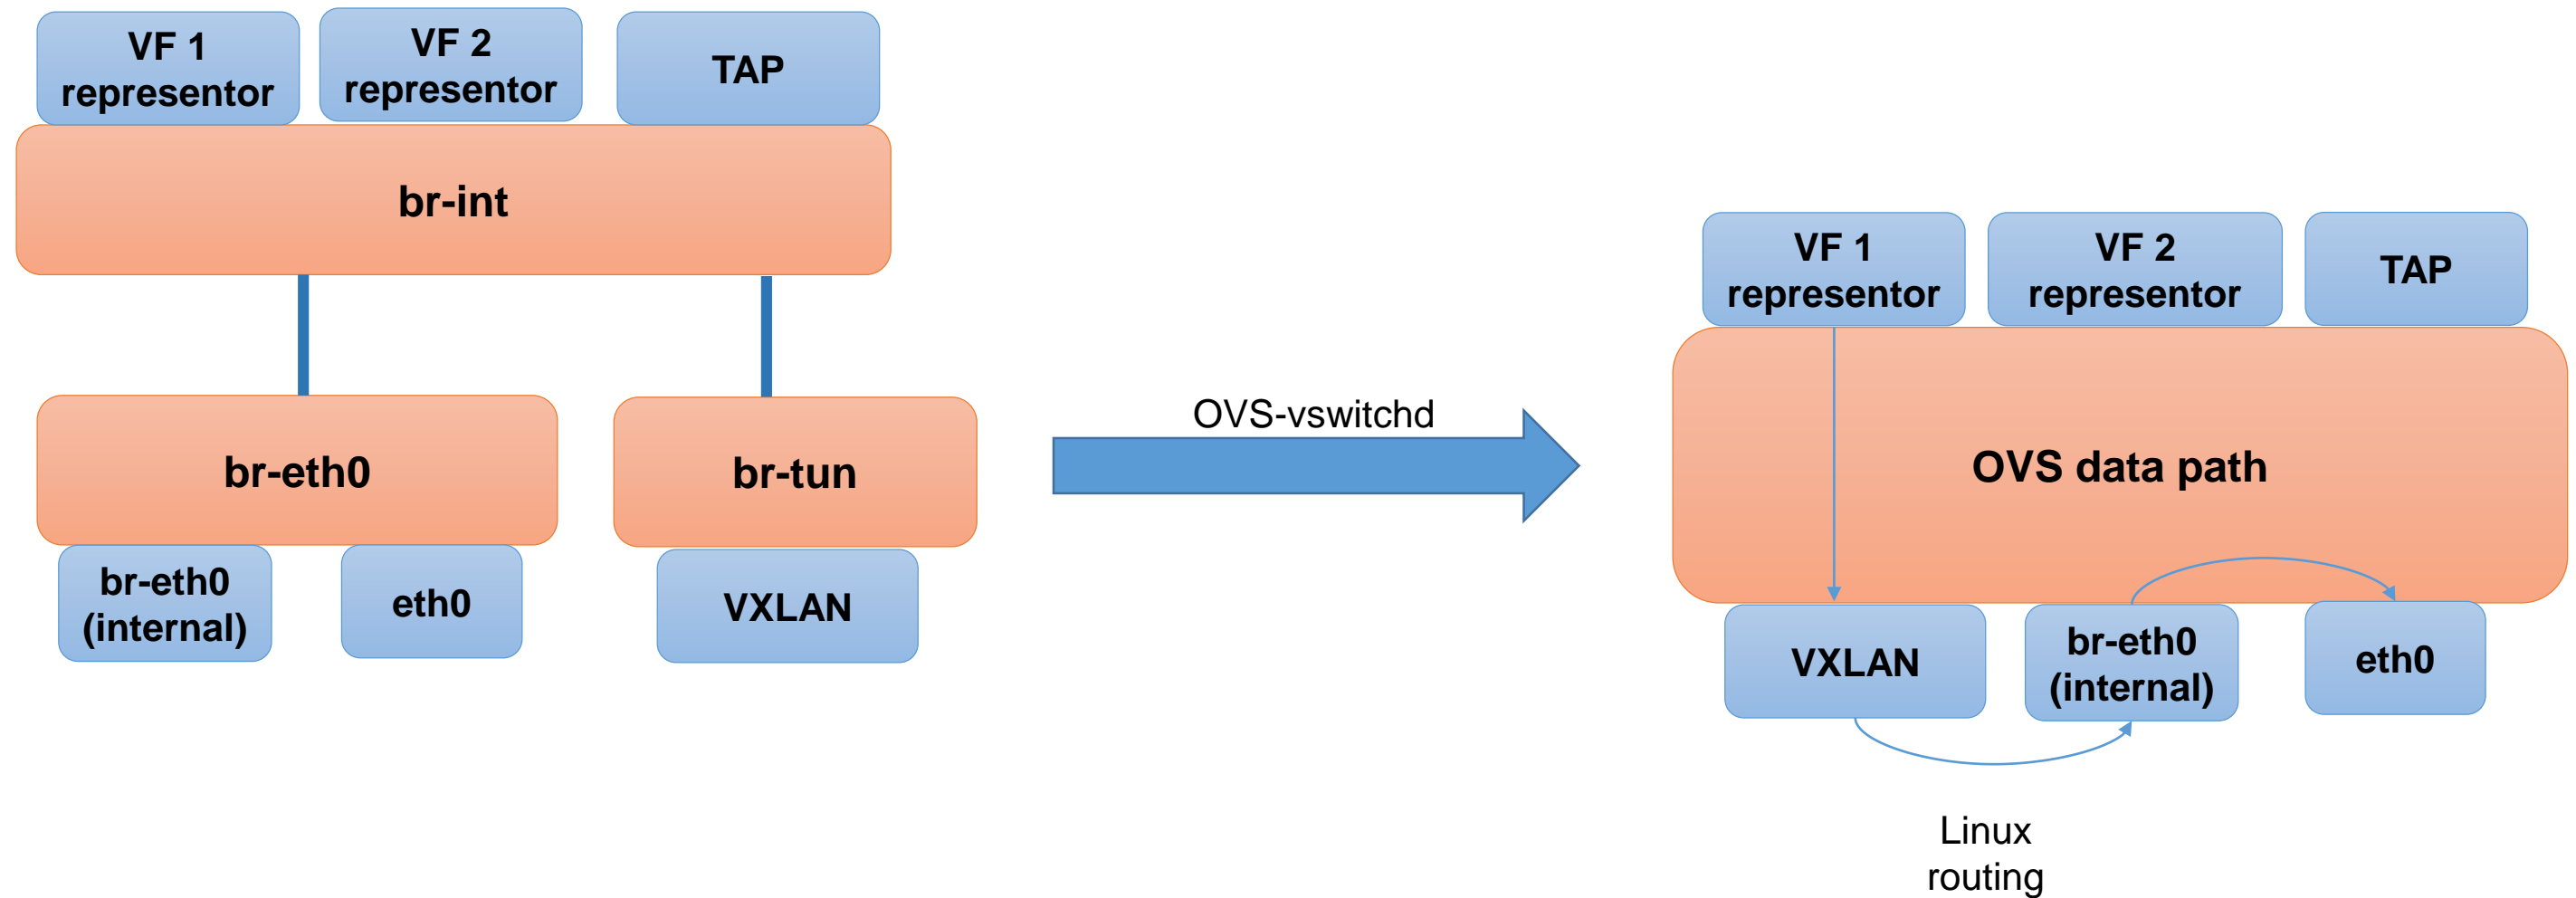 VF 1
representor
VF 2
representor
TAP
br-int
br-eth0
br-tun
br-eth0
(internal)
eth0
VXLAN
OVS-vswitchd
VF 1
representor
VF 2
representor
TAP
OVS data path
VXLAN
br-eth0
(internal)
eth0
Linux
routing